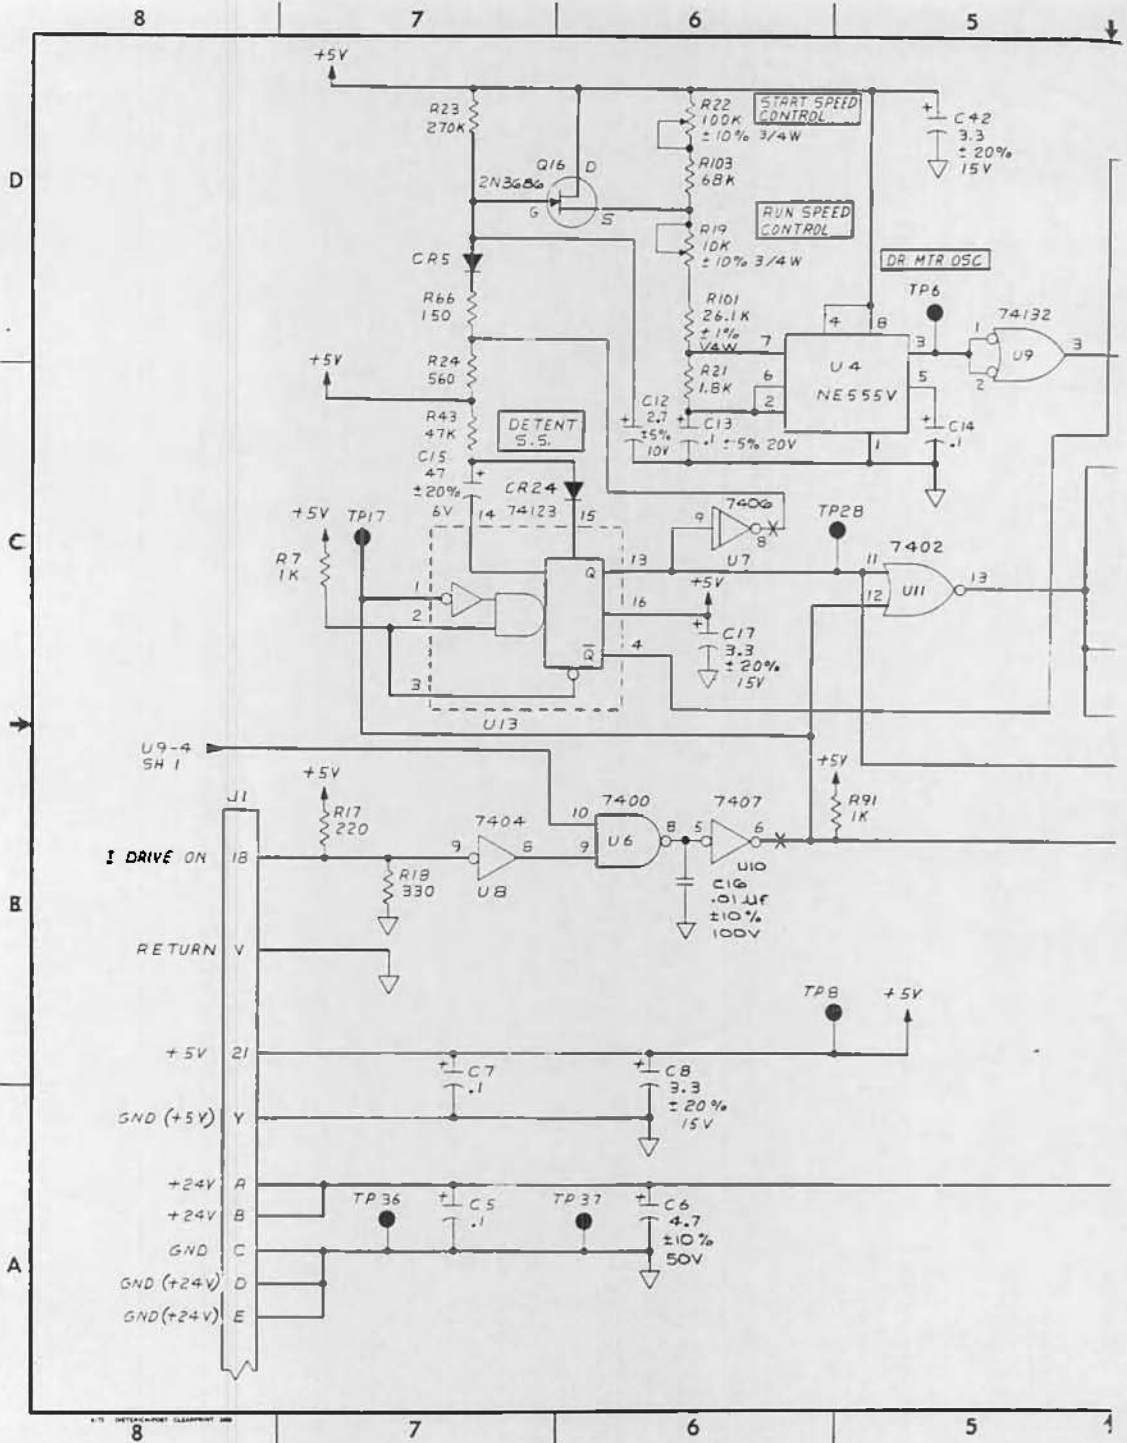 8 7 6 5
D
C
B
A
+5V
R23
270K
Q16 D
2N3686
G
S
R22
100K
±10% 3/4W
START SPEED
CONTROL
C42
3.3
±20%
15V
+
R103
68K
R19
10K
±10% 3/4W
RUN SPEED
CONTROL
DR MTR OSC
TP6
CR5
R66
150
R101
26.1K
±1%
1/4W
4 8
7
6
2
3
5
1
U4
NE555V
74132
1
2
3
U9
+5V
R24
560
R21
1.8K
R43
47K
DETENT
S.S.
C12
2.7
±5%
10V
+
C13
.1 ±5% 20V
+
C14
.1
+
C15
47
±20%
6V
+
CR24
74123
14
15
+5V
TP17
R7
1K
7406
9
8
U7
TP28
7402
11
12
13
U11
1
2
3
Q
13
16
Q̅
4
+5V
C17
3.3
±20%
15V
+
U13
U9-4
SH 1
+5V
R17
220
J1
I DRIVE ON 18
R18
330
7404
9
8
U8
7400
10
9
8
U6
7407
5
6
U10
C16
.01UF
±10%
100V
+5V
R91
1K
RETURN V
TP8
+5V
+5V 21
C7
.1
+
C8
3.3
±20%
15V
+
GND (+5V) Y
+24V A
+24V B
GND C
GND (+24V) D
GND (+24V) E
TP36
C5
.1
+
TP37
C6
4.7
±10%
50V
+
8 7 6 5